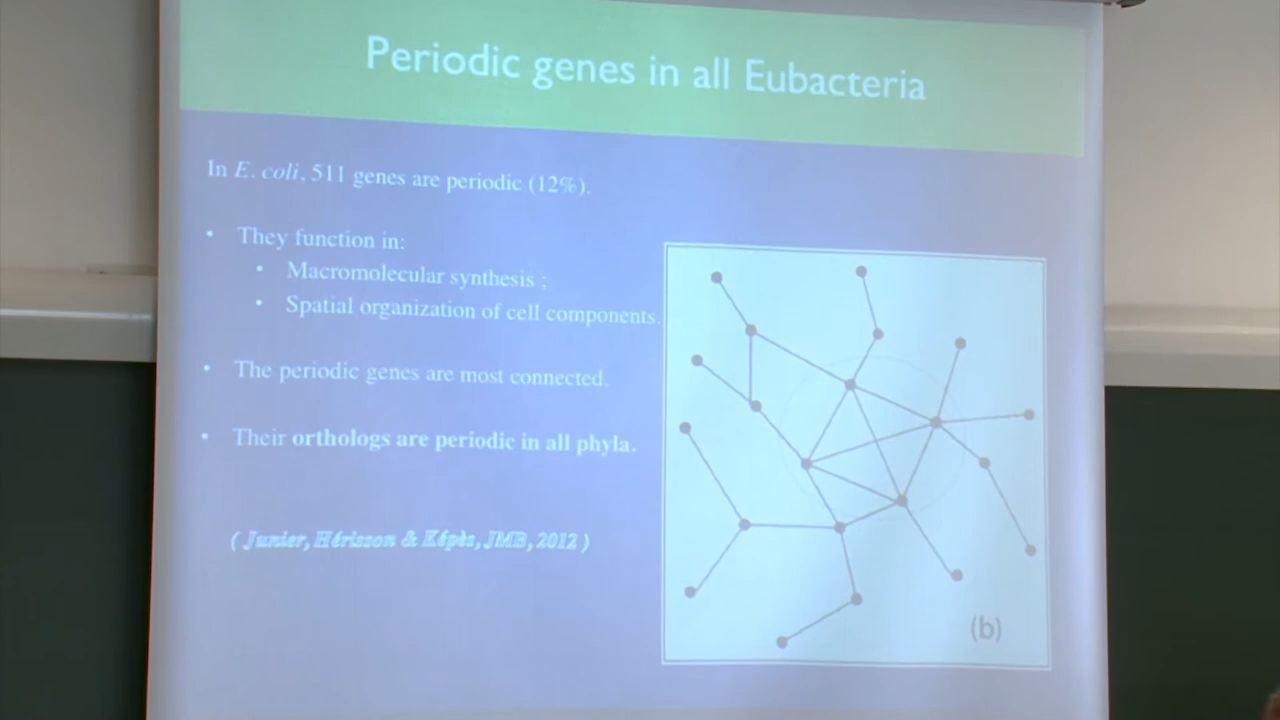 Periodic genes in all Eubacteria
In E. coli, 511 genes are periodic (12%).
• They function in:
• Macromolecular synthesis ;
• Spatial organization of cell components.
• The periodic genes are most connected.
• Their orthologs are periodic in all phyla.
( Junier, Hérisson & Képès, JMB, 2012 )
(b)